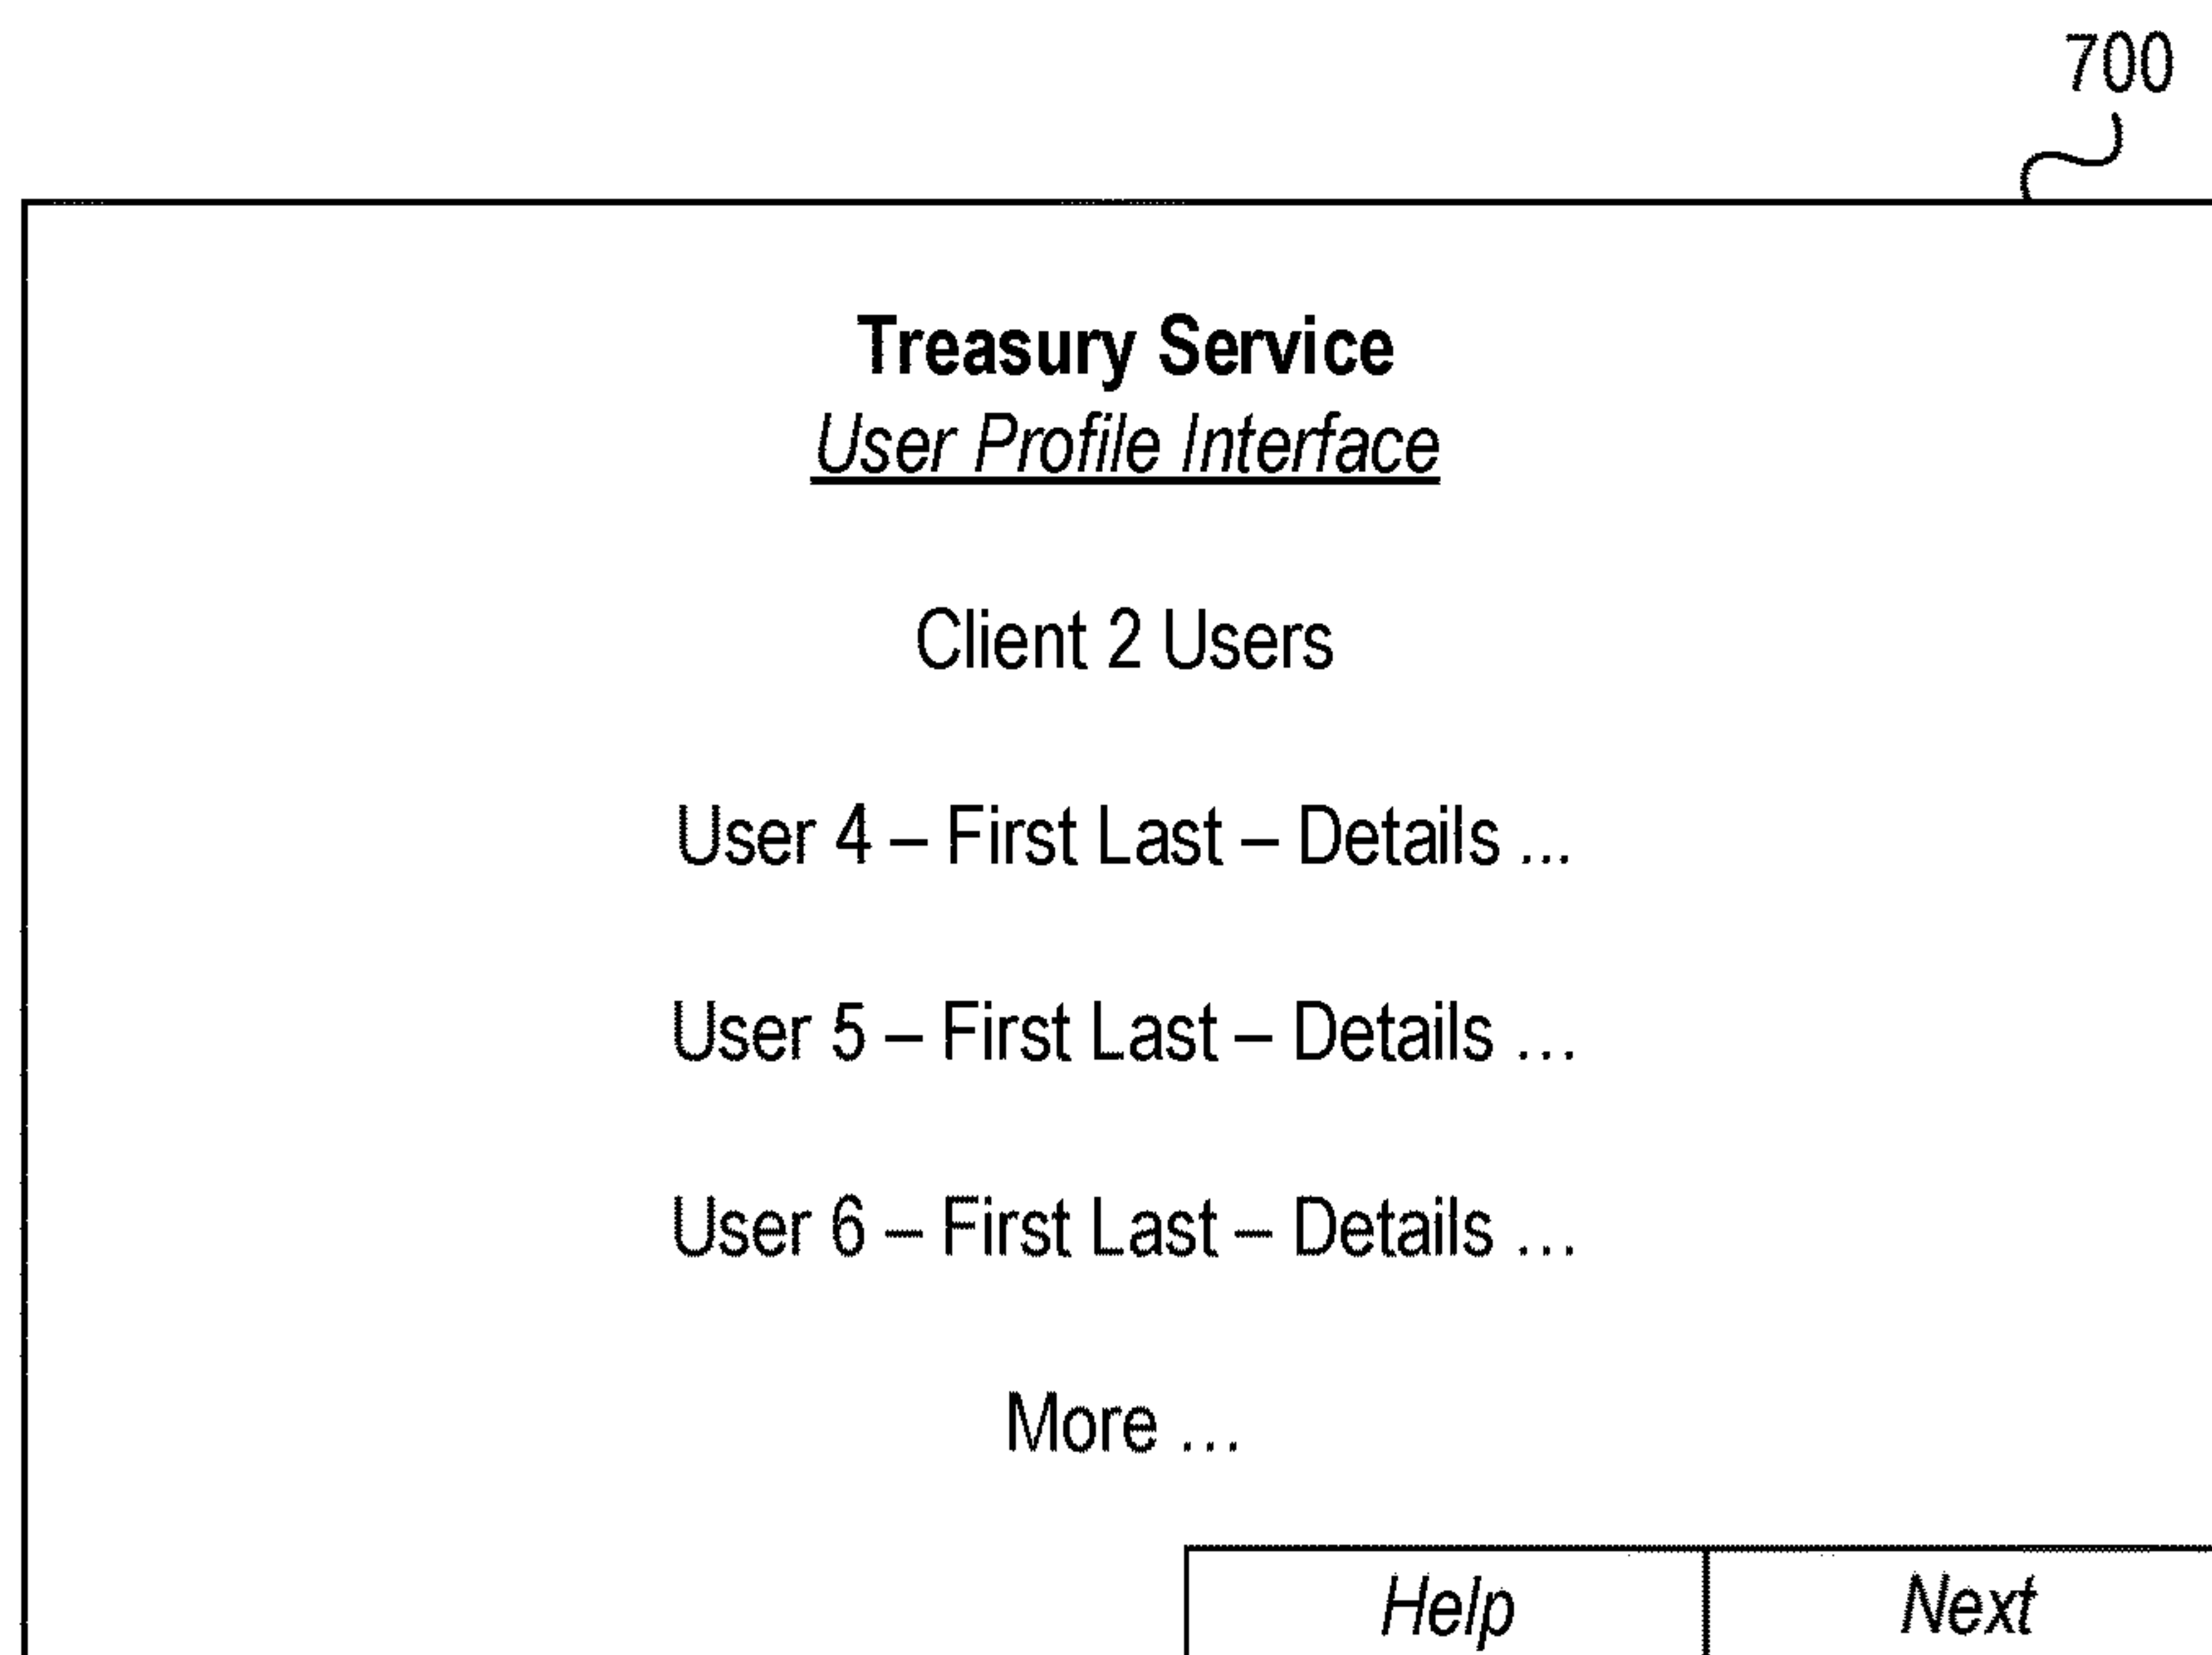 700
Treasury Service
User Profile Interface
Client 2 Users
User 4 – First Last – Details ...
User 5 – First Last – Details ...
User 6 – First Last – Details ...
More ...
Help Next